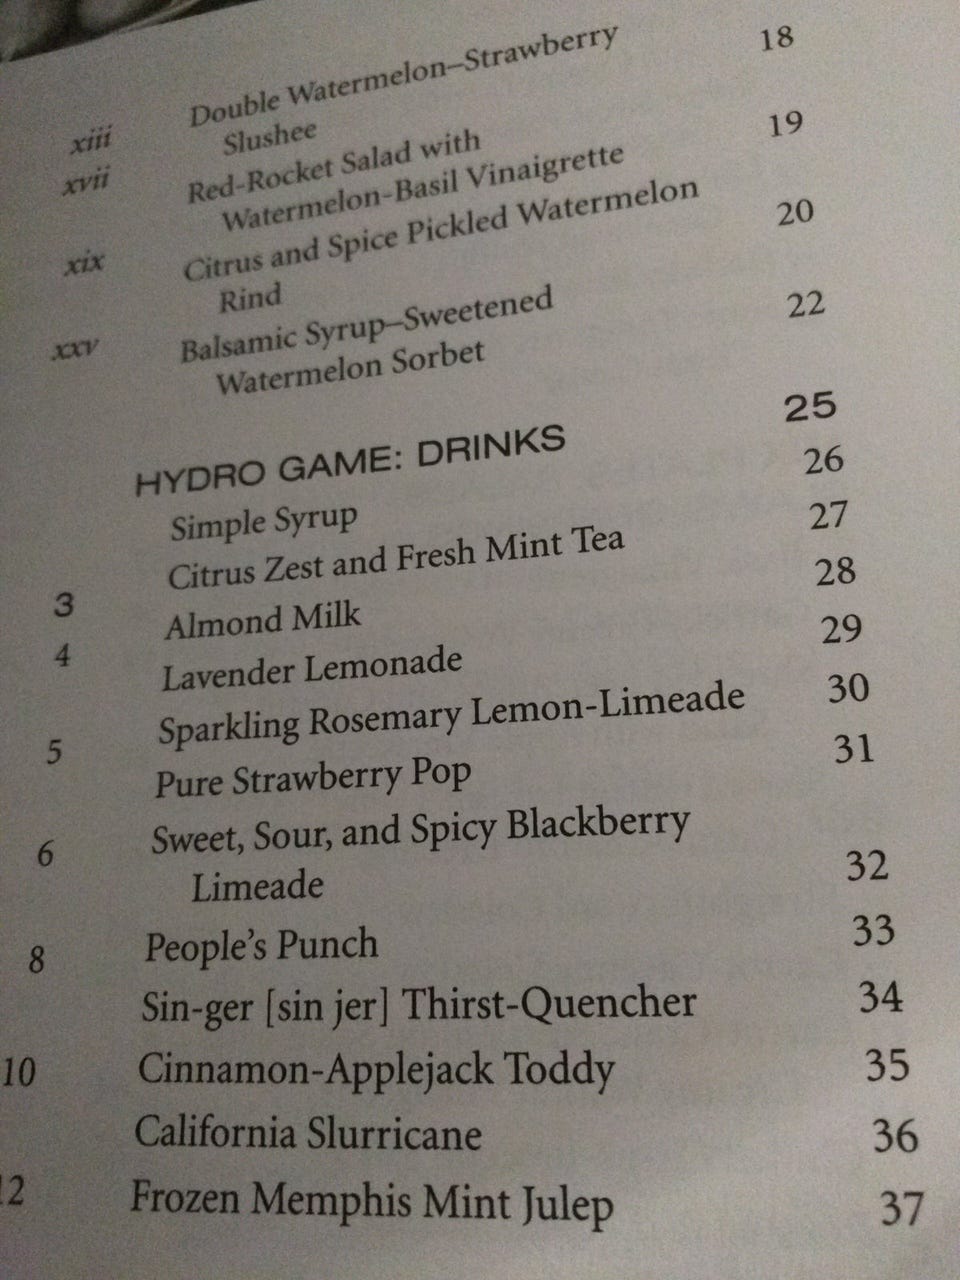 xiii
xvii
xix
xxv
3
4
5
6
8
10
12
Double Watermelon–Strawberry
Slushee 18
Red-Rocket Salad with
Watermelon-Basil Vinaigrette 19
Citrus and Spice Pickled Watermelon
Rind 20
Balsamic Syrup–Sweetened
Watermelon Sorbet 22
HYDRO GAME: DRINKS 25
Simple Syrup 26
Citrus Zest and Fresh Mint Tea 27
Almond Milk 28
Lavender Lemonade 29
Sparkling Rosemary Lemon-Limeade 30
Pure Strawberry Pop 31
Sweet, Sour, and Spicy Blackberry
Limeade 32
People’s Punch 33
Sin-ger [sin jer] Thirst-Quencher 34
Cinnamon-Applejack Toddy 35
California Slurricane 36
Frozen Memphis Mint Julep 37